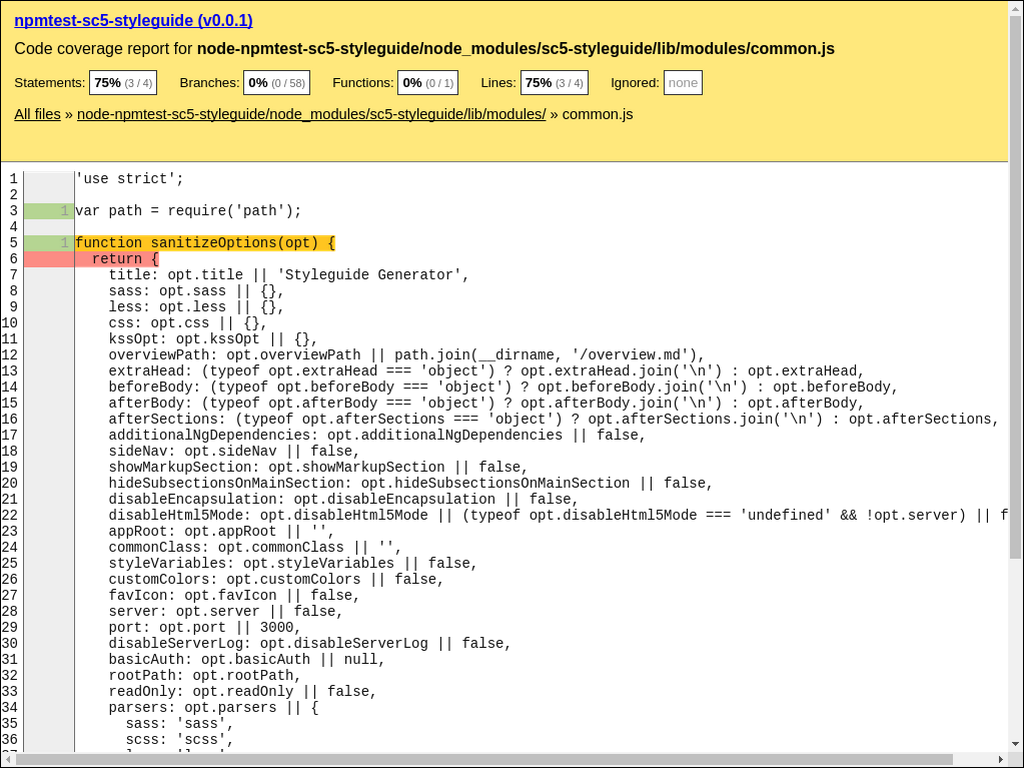 npmtest-sc5-styleguide (v0.0.1)
Code coverage report for node-npmtest-sc5-styleguide/node_modules/sc5-styleguide/lib/modules/common.js
Statements: 75% (3 / 4) Branches: 0% (0 / 58) Functions: 0% (0 / 1) Lines: 75% (3 / 4) Ignored: none
All files » node-npmtest-sc5-styleguide/node_modules/sc5-styleguide/lib/modules/ » common.js
1 'use strict';
2
3 1 var path = require('path');
4
5 1 function sanitizeOptions(opt) {
6 return {
7 title: opt.title || 'Styleguide Generator',
8 sass: opt.sass || {},
9 less: opt.less || {},
10 css: opt.css || {},
11 kssOpt: opt.kssOpt || {},
12 overviewPath: opt.overviewPath || path.join(__dirname, '/overview.md'),
13 extraHead: (typeof opt.extraHead === 'object') ? opt.extraHead.join('\n') : opt.extraHead,
14 beforeBody: (typeof opt.beforeBody === 'object') ? opt.beforeBody.join('\n') : opt.beforeBody,
15 afterBody: (typeof opt.afterBody === 'object') ? opt.afterBody.join('\n') : opt.afterBody,
16 afterSections: (typeof opt.afterSections === 'object') ? opt.afterSections.join('\n') : opt.afterSections,
17 additionalNgDependencies: opt.additionalNgDependencies || false,
18 sideNav: opt.sideNav || false,
19 showMarkupSection: opt.showMarkupSection || false,
20 hideSubsectionsOnMainSection: opt.hideSubsectionsOnMainSection || false,
21 disableEncapsulation: opt.disableEncapsulation || false,
22 disableHtml5Mode: opt.disableHtml5Mode || (typeof opt.disableHtml5Mode === 'undefined' && !opt.server) || f
23 appRoot: opt.appRoot || '',
24 commonClass: opt.commonClass || '',
25 styleVariables: opt.styleVariables || false,
26 customColors: opt.customColors || false,
27 favIcon: opt.favIcon || false,
28 server: opt.server || false,
29 port: opt.port || 3000,
30 disableServerLog: opt.disableServerLog || false,
31 basicAuth: opt.basicAuth || null,
32 rootPath: opt.rootPath,
33 readOnly: opt.readOnly || false,
34 parsers: opt.parsers || {
35 sass: 'sass',
36 scss: 'scss',